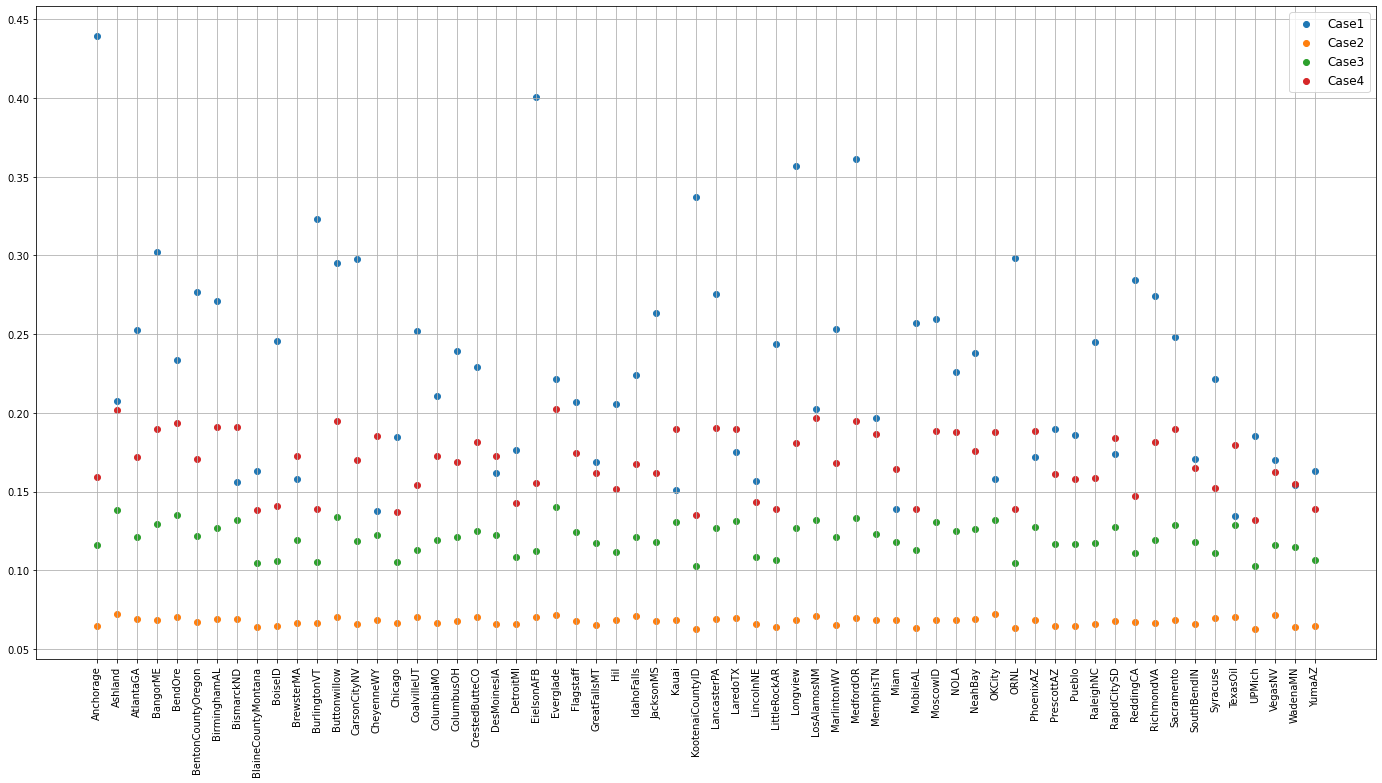 0.45
0.40
0.35
0.30
0.25
0.20
0.15
0.10
0.05
Case1
Case2
Case3
Case4
Anchorage
Ashland
AtlantaGA
BangorME
BendOre
BentonCountyOregon
BirminghamAL
BismarckND
BlaineCountyMontana
BoiseID
BrewsterMA
BurlingtonVT
Buttonwillow
CarsonCityNV
CheyenneWY
Chicago
CoalvilleUT
ColumbiaMO
ColumbusOH
CrestedButteCO
DesMoinesIA
DetroitMI
EielsonAFB
Everglade
Flagstaff
GreatFallsMT
Hil
IdahoFalls
JacksonMS
Kauai
KootenaiCountyID
LancasterPA
LaredoTX
LincolnNE
LittleRockAR
Longview
LosAlamosNM
MarlintonWV
MedfordOR
MemphisTN
Miam
MobileAL
MoscowID
NOLA
NeahBay
OKCity
ORNL
PhoenixAZ
PrescottAZ
Pueblo
RaleighNC
RapidCitySD
ReddingCA
RichmondVA
Sacramento
SouthBendIN
Syracuse
TexasOil
UPMich
VegasNV
WadenaMN
YumaAZ